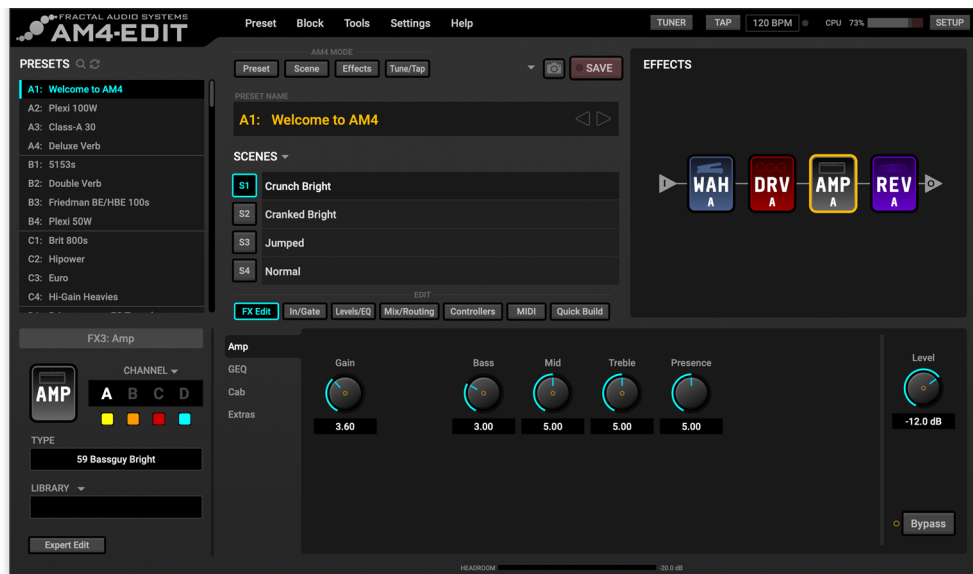 FRACTAL AUDIO SYSTEMS
AM4-EDIT
Preset Block Tools Settings Help
TUNER TAP 120 BPM CPU 73% SETUP
PRESETS
A1: Welcome to AM4
A2: Plexi 100W
A3: Class-A 30
A4: Deluxe Verb
B1: 5153s
B2: Double Verb
B3: Friedman BE/HBE 100s
B4: Plexi 50W
C1: Brit 800s
C2: Hipower
C3: Euro
C4: Hi-Gain Heavies
AM4 MODE
Preset Scene Effects Tune/Tap
SAVE
PRESET NAME
A1: Welcome to AM4
SCENES
S1 Crunch Bright
S2 Cranked Bright
S3 Jumped
S4 Normal
EDIT
FX Edit In/Gate Levels/EQ Mix/Routing Controllers MIDI Quick Build
EFFECTS
I WAH A DRV A AMP A REV A O
FX3: Amp
AMP
CHANNEL
A B C D
TYPE
59 Bassguy Bright
LIBRARY
Expert Edit
Amp
GEQ
Cab
Extras
Gain Bass Mid Treble Presence
3.60 3.00 5.00 5.00 5.00
Level
-12.0 dB
Bypass
HEADROOM -20.0 dB